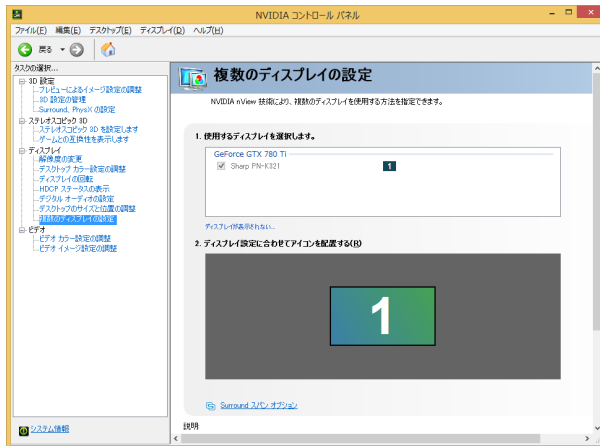 NVIDIA コントロール パネル
ファイル(F) 編集(E) デスクトップ(T) ディスプレイ(D) ヘルプ(H)
戻る
タスクの選択...
3D 設定
プレビューによるイメージ設定の調整
3D 設定の管理
Surround、PhysX の設定
ステレオスコピック 3D
ステレオスコピック 3D を設定します
ゲームとの互換性を表示します
ディスプレイ
解像度の変更
デスクトップ カラー設定の調整
ディスプレイの回転
HDCP ステータスの表示
デジタル オーディオの設定
デスクトップのサイズと位置の調整
複数のディスプレイの設定
ビデオ
ビデオ カラー設定の調整
ビデオ イメージ設定の調整
システム情報
複数のディスプレイの設定
NVIDIA nView 技術により、複数のディスプレイを使用する方法を指定できます。
1. 使用するディスプレイを選択します。
GeForce GTX 780 Ti
Sharp PN-K321 1
ディスプレイが表示されない...
2. ディスプレイ設定に合わせてアイコンを配置する(R)
1
Surround スパン オプション
説明